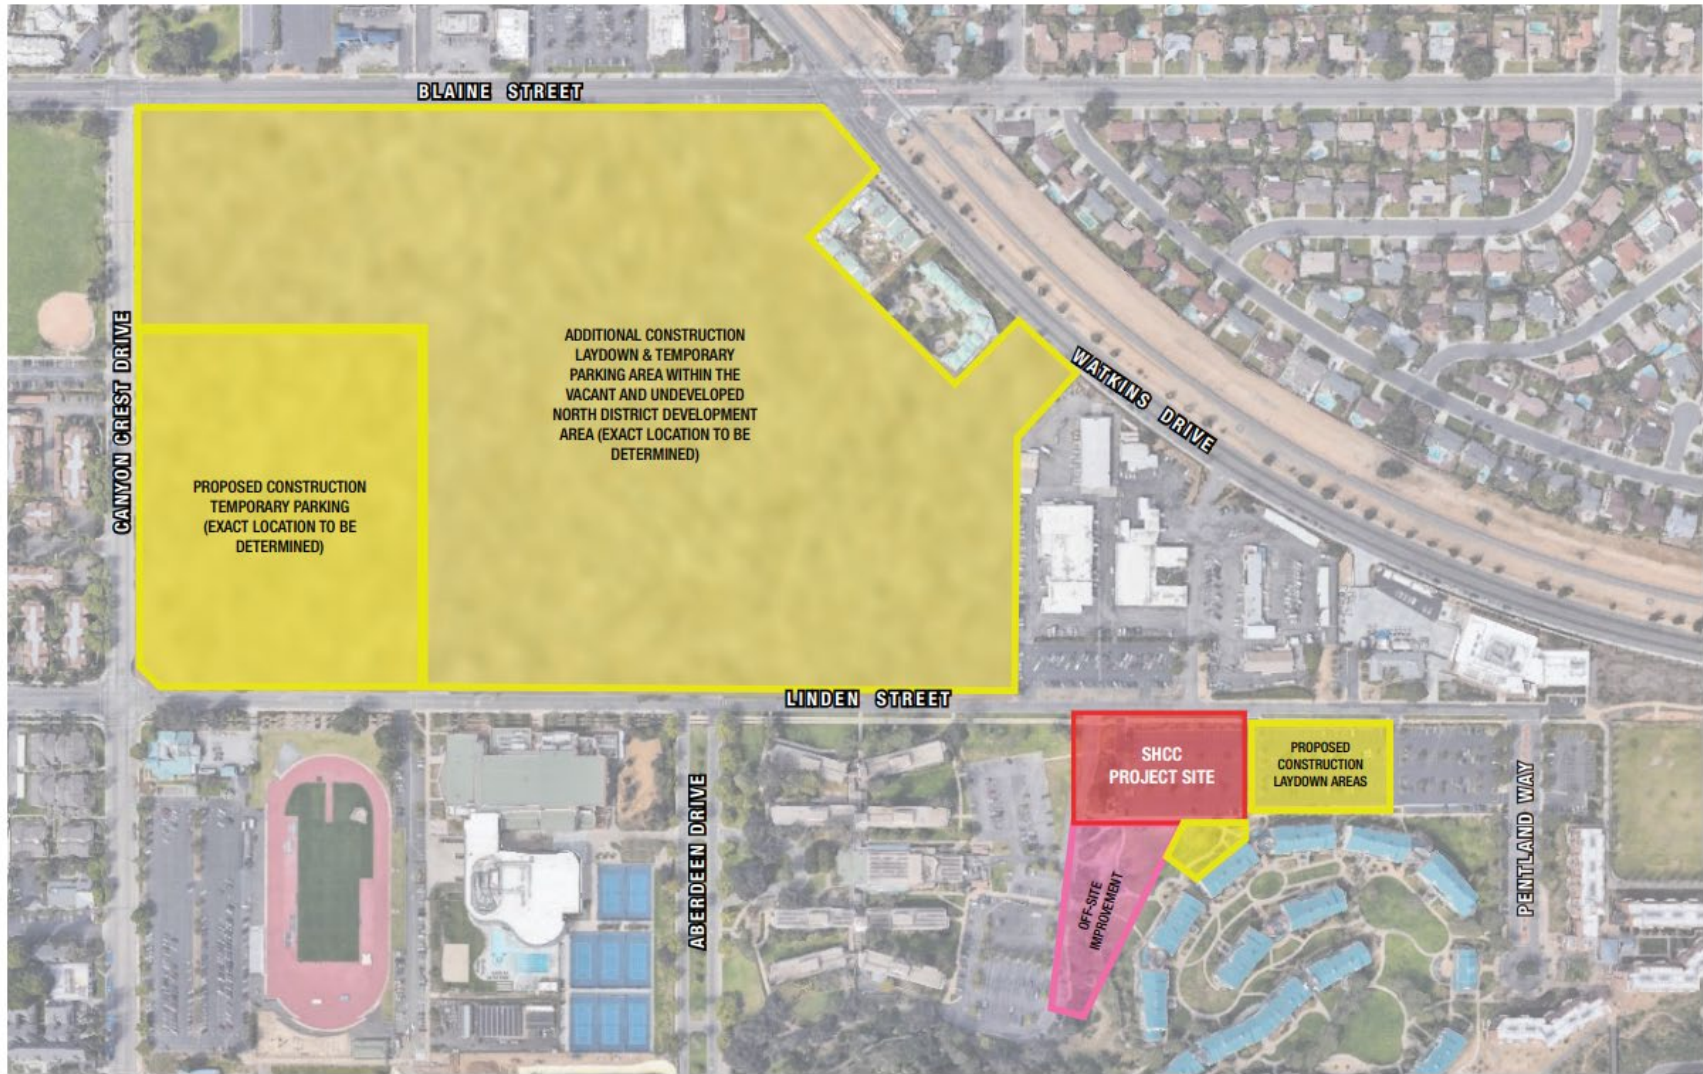 BLAINE STREET
CANYON CREST DRIVE
ADDITIONAL CONSTRUCTION
LAYDOWN & TEMPORARY
PARKING AREA WITHIN THE
VACANT AND UNDEVELOPED
NORTH DISTRICT DEVELOPMENT
AREA (EXACT LOCATION TO BE
DETERMINED)
WATKINS DRIVE
PROPOSED CONSTRUCTION
TEMPORARY PARKING
(EXACT LOCATION TO BE
DETERMINED)
LINDEN STREET
SHCC
PROJECT SITE
PROPOSED
CONSTRUCTION
LAYDOWN AREAS
ABERDEEN DRIVE
PENTLAND WAY
OFF-SITE
IMPROVEMENT